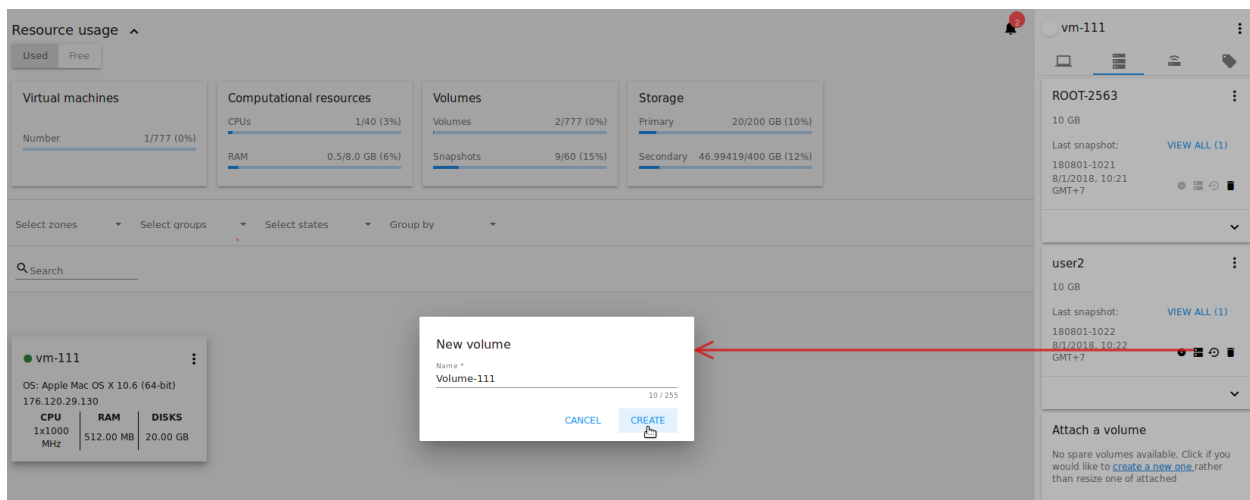 Resource usage
2
Used Free
Virtual machines
Number 1/777 (0%)
Computational resources
CPUs 1/40 (3%)
RAM 0.5/8.0 GB (6%)
Volumes
Volumes 2/777 (0%)
Snapshots 9/60 (15%)
Storage
Primary 20/200 GB (10%)
Secondary 46.99419/400 GB (12%)
Select zones Select groups Select states Group by
Search
vm-111
OS: Apple Mac OS X 10.6 (64-bit)
176.120.29.130
CPU RAM DISKS
1x1000 MHz 512.00 MB 20.00 GB
New volume
Name *
Volume-111
10 / 255
CANCEL CREATE
vm-111
ROOT-2563
10 GB
Last snapshot: VIEW ALL (1)
180801-1021
8/1/2018, 10:21
GMT+7
user2
10 GB
Last snapshot: VIEW ALL (1)
180801-1022
8/1/2018, 10:22
GMT+7
Attach a volume
No spare volumes available. Click if you
would like to create a new one rather
than resize one of attached